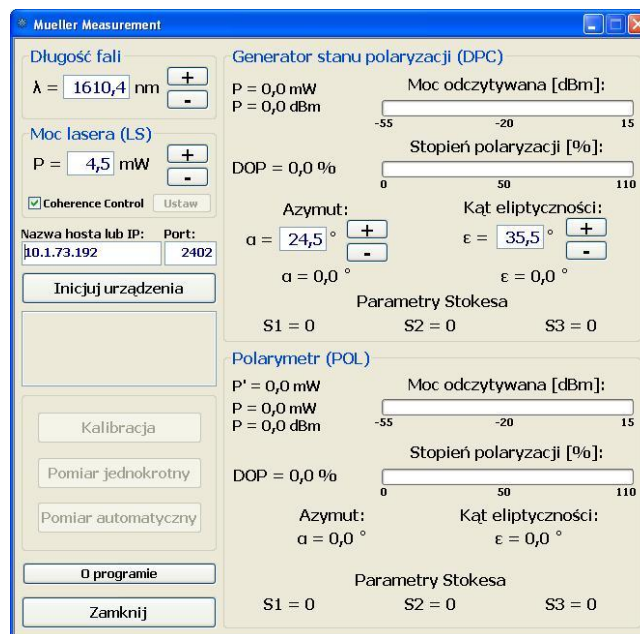 Mueller Measurement
Długość fali
λ = 1610,4 nm
+
-
Moc lasera (LS)
P = 4,5 mW
+
-
Coherence Control Ustaw
Nazwa hosta lub IP: Port:
10.1.73.192 2402
Inicjuj urządzenia
Kalibracja
Pomiar jednokrotny
Pomiar automatyczny
O programie
Zamknij
Generator stanu polaryzacji (DPC)
P = 0,0 mW
P = 0,0 dBm
Moc odczytywana [dBm]:
-55 -20 15
Stopień polaryzacji [%]:
DOP = 0,0 %
0 50 110
Azymut: Kąt eliptyczności:
α = 24,5 ° + - ε = 35,5 ° + -
α = 0,0 ° ε = 0,0 °
Parametry Stokesa
S1 = 0 S2 = 0 S3 = 0
Polarymetr (POL)
P' = 0,0 mW
P = 0,0 mW
P = 0,0 dBm
Moc odczytywana [dBm]:
-55 -20 15
Stopień polaryzacji [%]:
DOP = 0,0 %
0 50 110
Azymut: Kąt eliptyczności:
α = 0,0 ° ε = 0,0 °
Parametry Stokesa
S1 = 0 S2 = 0 S3 = 0